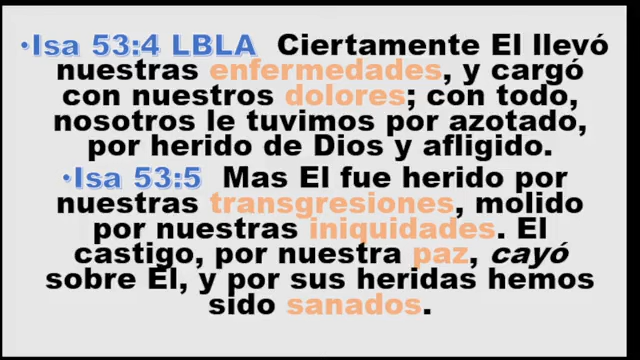 •Isa 53:4 LBLA Ciertamente El llevó
nuestras enfermedades, y cargó
con nuestros dolores; con todo,
nosotros le tuvimos por azotado,
por herido de Dios y afligido.
•Isa 53:5 Mas El fue herido por
nuestras transgresiones, molido
por nuestras iniquidades. El
castigo, por nuestra paz, cayó
sobre El, y por sus heridas hemos
sido sanados.